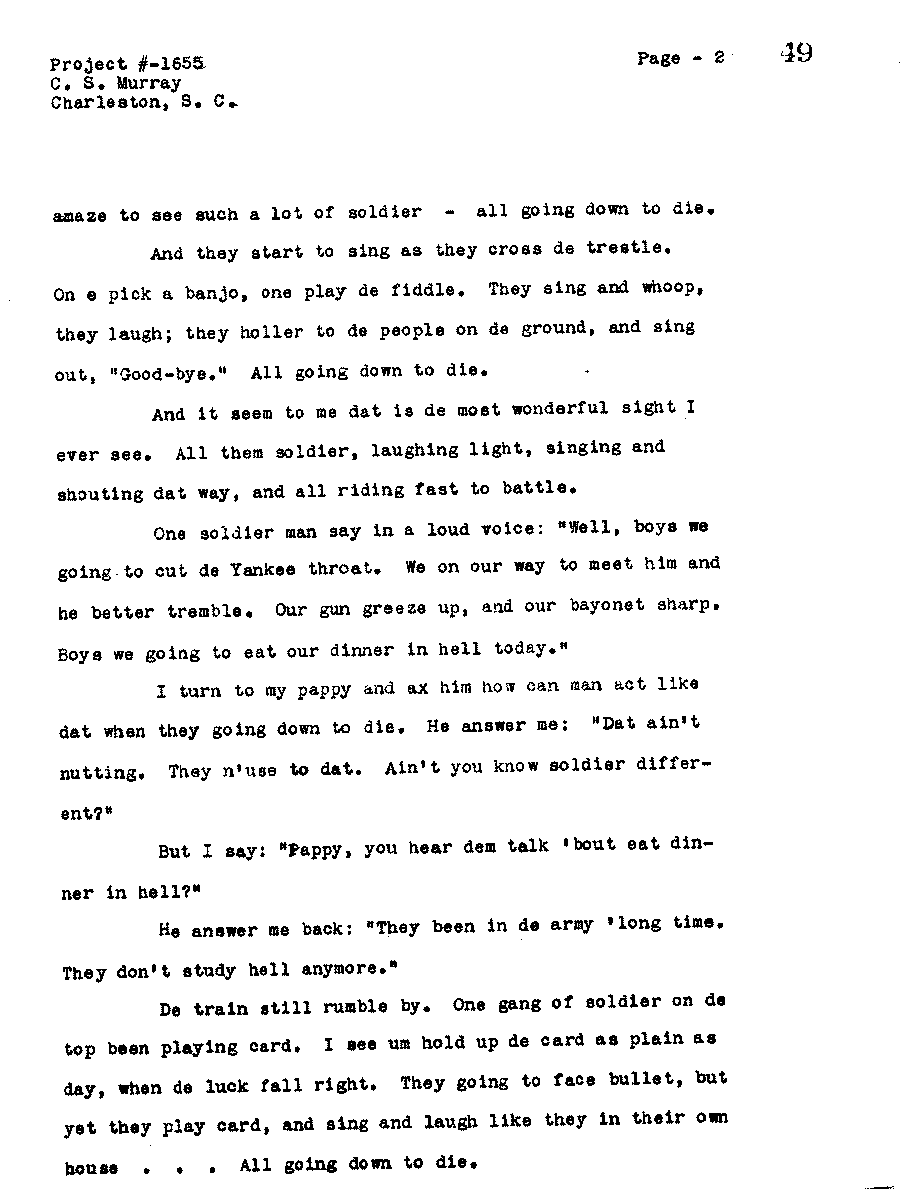 Project #-1655
Page - 2 49
C. S. Murray
Charleston, S. C.
amaze to see such a lot of soldier - all going down to die.
And they start to sing as they cross de trestle.
On e pick a banjo, one play de fiddle. They sing and whoop,
they laugh; they holler to de people on de ground, and sing
out, "Good-bye." All going down to die.
And it seem to me dat is de most wonderful sight I
ever see. All them soldier, laughing light, singing and
shouting dat way, and all riding fast to battle.
One soldier man say in a loud voice: "Well, boys we
going to cut de Yankee throat. We on our way to meet him and
he better tremble. Our gun greeze up, and our bayonet sharp.
Boys we going to eat our dinner in hell today."
I turn to my pappy and ax him how can man act like
dat when they going down to die. He answer me: "Dat ain't
nutting. They n'use to dat. Ain't you know soldier differ-
ent?"
But I say: "Pappy, you hear dem talk 'bout eat din-
ner in hell?"
He answer me back: "They been in de army 'long time.
They don't study hell anymore."
De train still rumble by. One gang of soldier on de
top been playing card. I see um hold up de card as plain as
day, when de luck fall right. They going to face bullet, but
yet they play card, and sing and laugh like they in their own
house . . . All going down to die.